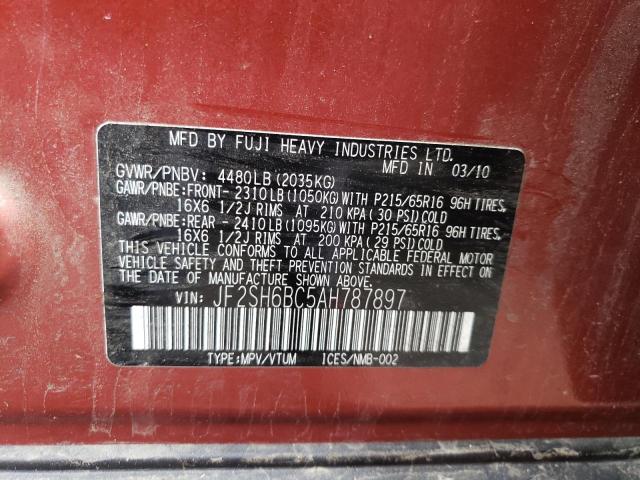 MFD BY FUJI HEAVY INDUSTRIES LTD.
MFD IN 03/10
GVWR/PNBV: 4480LB(2035KG)
GAWR/PNBE:FRONT- 2310LB(1050KG)WITH P215/65R16 96H TIRES,
16X6 1/2J RIMS AT 210 KPA(30 PSI)COLD
GAWR/PNBE:REAR - 2410LB(1095KG)WITH P215/65R16 96H TIRES,
16X6 1/2J RIMS AT 200 KPA(29 PSI)COLD
THIS VEHICLE CONFORMS TO ALL APPLICABLE FEDERAL MOTOR
VEHICLE SAFETY AND THEFT PREVENTION STANDARDS IN EFFECT ON
THE DATE OF MANUFACTURE SHOWN ABOVE.
VIN: JF2SH6BC5AH787897
TYPE:MPV/VTUM ICES/NMB-002